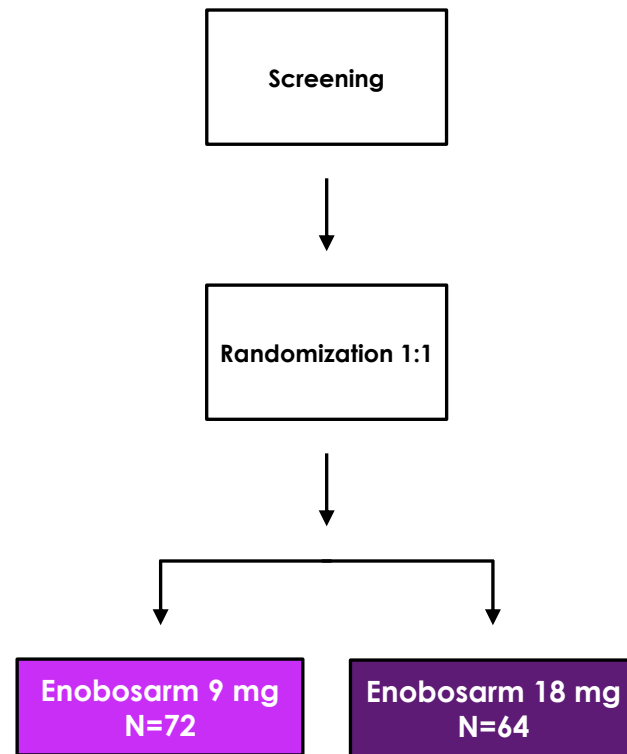 Screening
Randomization 1:1
Enobosarm 9 mg
N=72
Enobosarm 18 mg
N=64